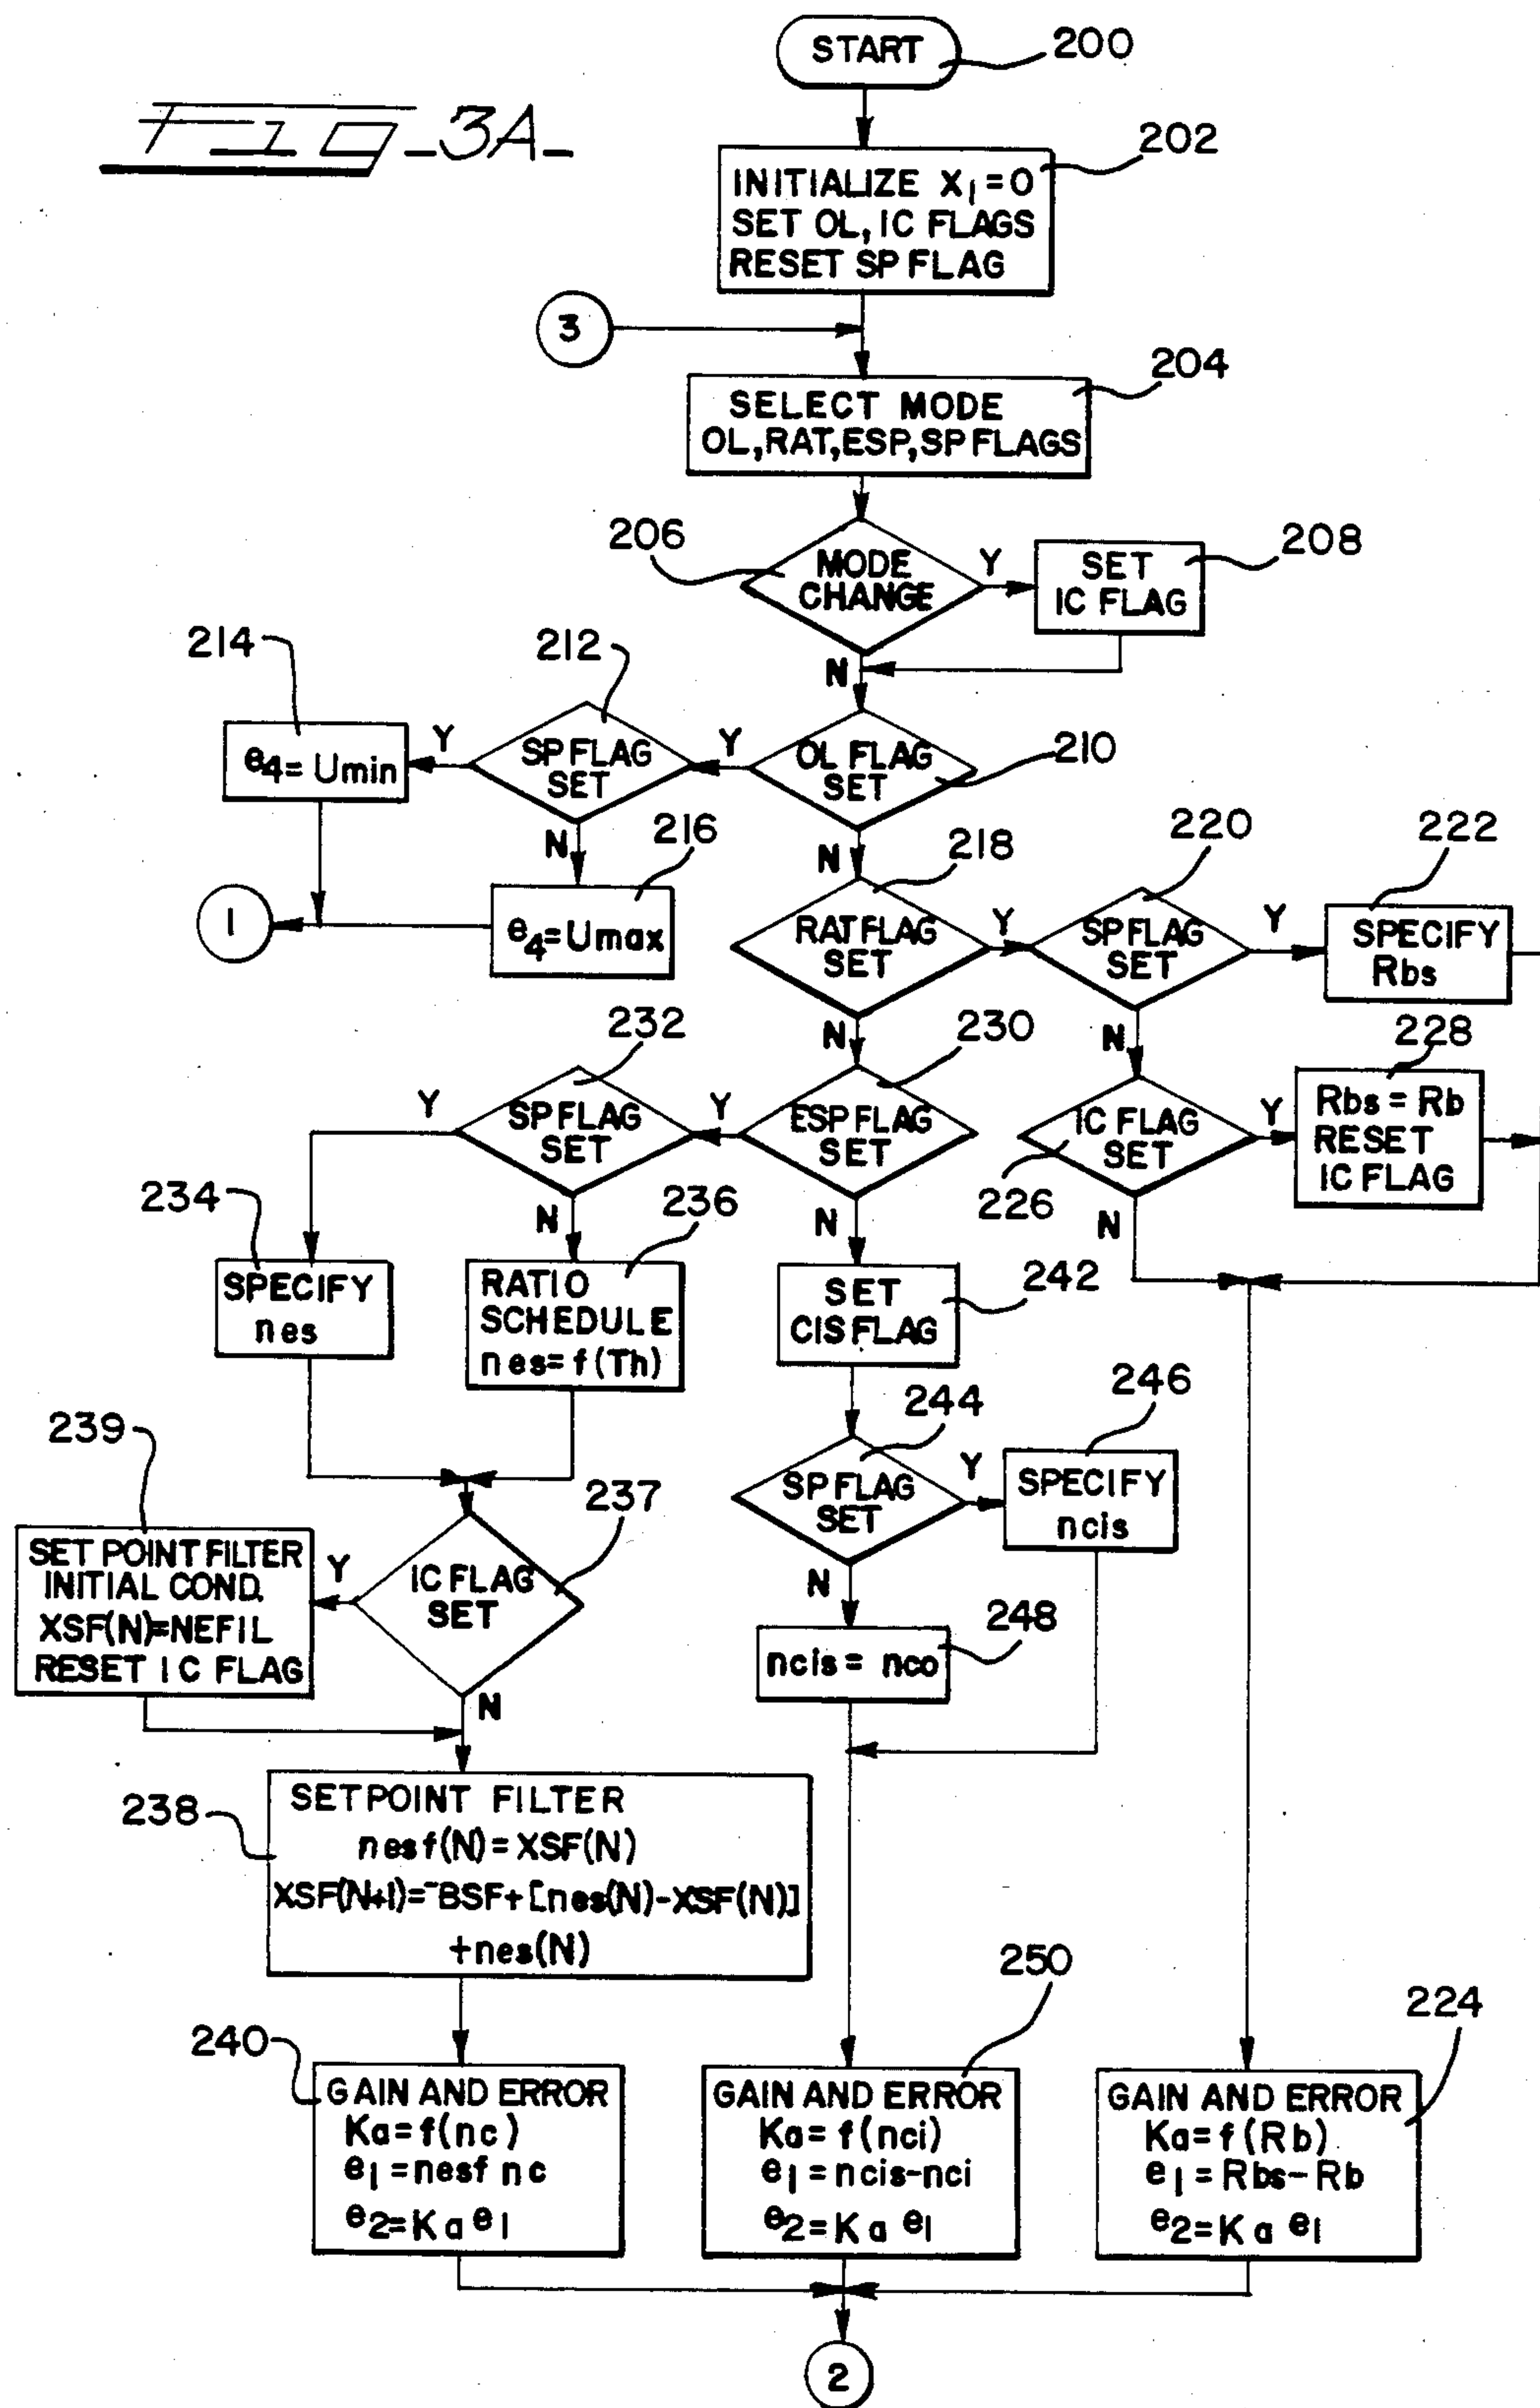 Fig_3A_
START
200
202
INITIALIZE X1=0
SET OL, IC FLAGS
RESET SP FLAG
3
204
SELECT MODE
OL,RAT,ESP,SP FLAGS
206
MODE
CHANGE
Y
SET
IC FLAG
208
N
214
212
e4=Umin
Y
SP FLAG
SET
Y
OL FLAG
SET
210
N
216
e4=Umax
1
N
218
RAT FLAG
SET
Y
220
SP FLAG
SET
Y
222
SPECIFY
Rbs
232
N
230
N
228
Y
SP FLAG
SET
Y
ESP FLAG
SET
IC FLAG
SET
226
Y
Rbs=Rb
RESET
IC FLAG
N
234
SPECIFY
nes
N
236
RATIO
SCHEDULE
nes=f(Th)
N
SET
CIS FLAG
242
244
SP FLAG
SET
Y
246
SPECIFY
ncis
N
ncis=nco
248
239
SET POINT FILTER
INITIAL COND.
XSF(N)=NEFIL
RESET IC FLAG
Y
237
IC FLAG
SET
N
238
SETPOINT FILTER
nesf(N)=XSF(N)
XSF(N+1)=-BSF+[nes(N)-XSF(N)]
+nes(N)
240
GAIN AND ERROR
Ka=f(nc)
e1=nesf nc
e2=Ka e1
250
GAIN AND ERROR
Ka=f(nci)
e1=ncis-nci
e2=Ka e1
224
GAIN AND ERROR
Ka=f(Rb)
e1=Rbs-Rb
e2=Ka e1
2